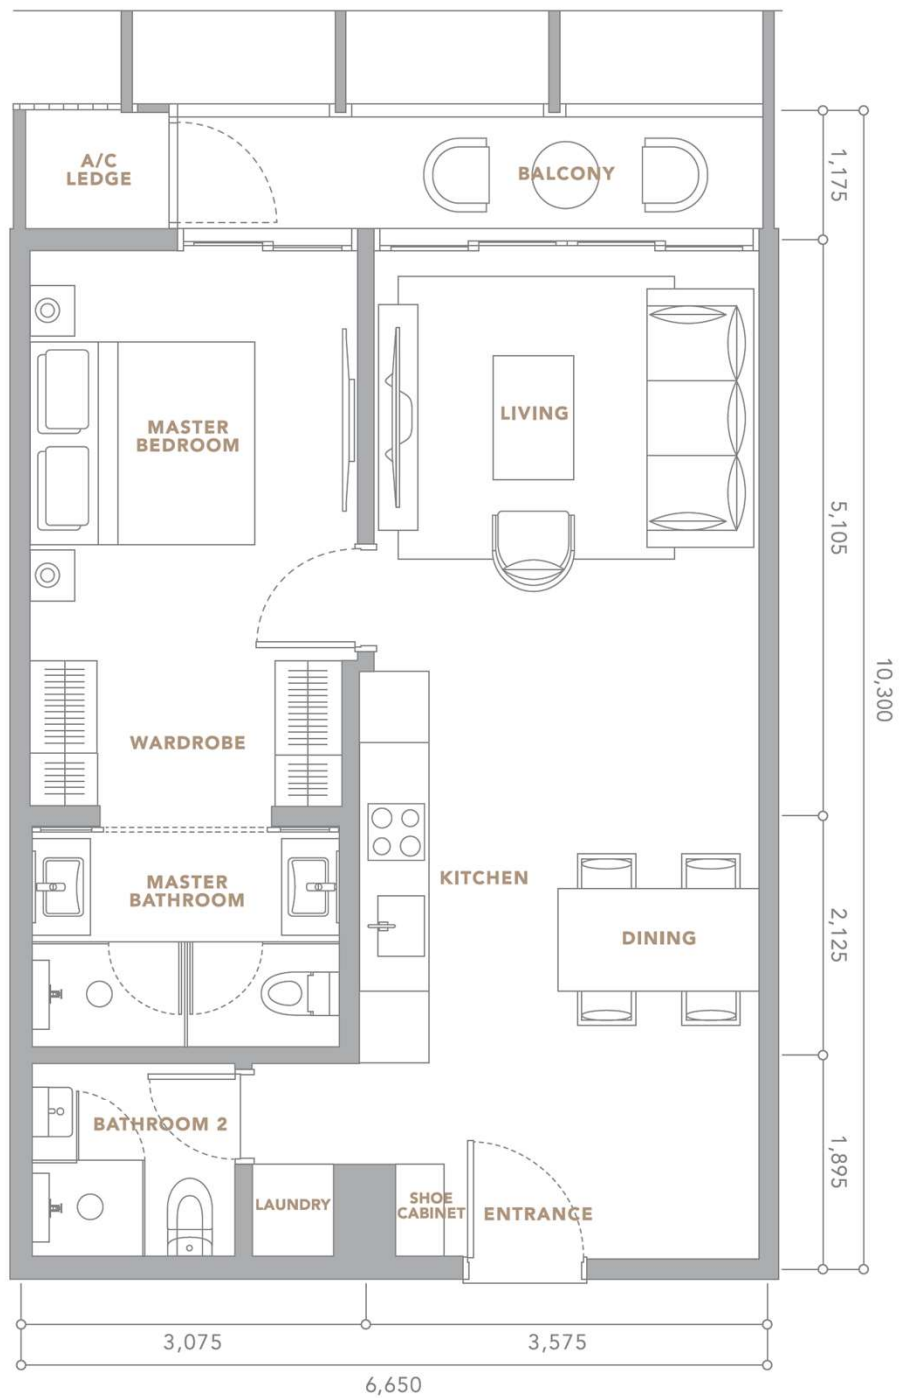 A/C
LEDGE
BALCONY
1,175
MASTER
BEDROOM
LIVING
5,105
10,300
WARDROBE
MASTER
BATHROOM
KITCHEN
DINING
2,125
BATHROOM 2
LAUNDRY
SHOE
CABINET
ENTRANCE
1,895
3,075
3,575
6,650